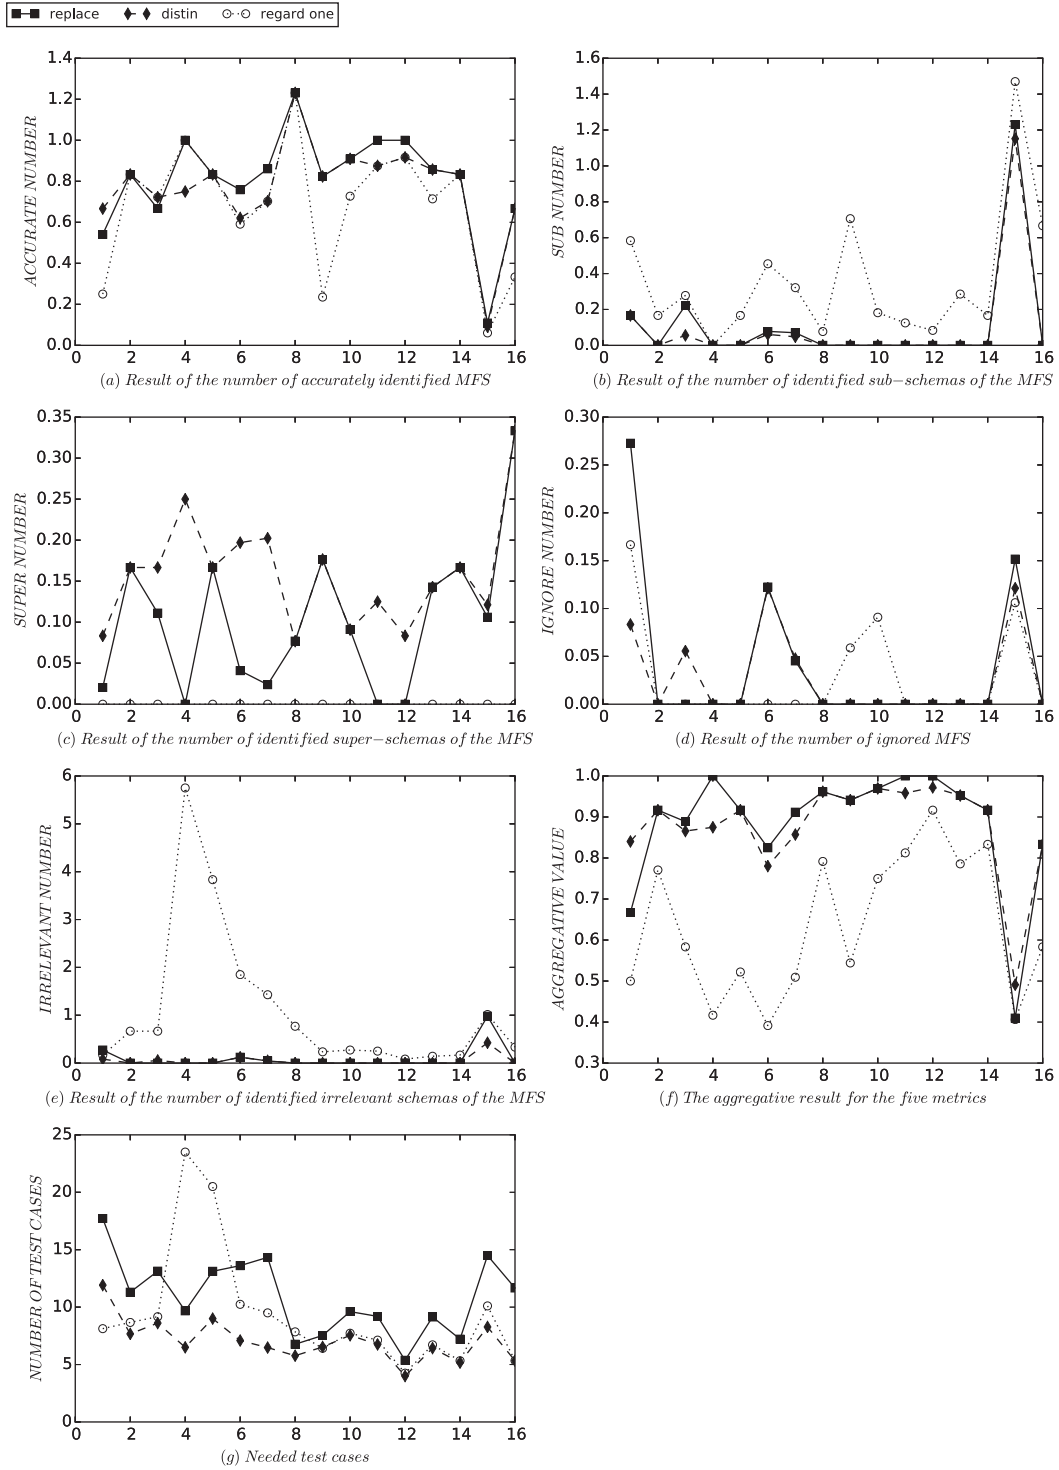 replace distin regard one
1.4
1.2
1.0
0.8
0.6
0.4
0.2
0.0
ACCURATE NUMBER
0 2 4 6 8 10 12 14 16
(a) Result of the number of accurately identified MFS
1.6
1.4
1.2
1.0
0.8
0.6
0.4
0.2
0.0
SUB NUMBER
0 2 4 6 8 10 12 14 16
(b) Result of the number of identified sub−schemas of the MFS
0.35
0.30
0.25
0.20
0.15
0.10
0.05
0.00
SUPER NUMBER
0 2 4 6 8 10 12 14 16
(c) Result of the number of identified super−schemas of the MFS
0.30
0.25
0.20
0.15
0.10
0.05
0.00
IGNORE NUMBER
0 2 4 6 8 10 12 14 16
(d) Result of the number of ignored MFS
6
5
4
3
2
1
0
IRRELEVANT NUMBER
0 2 4 6 8 10 12 14 16
(e) Result of the number of identified irrelevant schemas of the MFS
1.0
0.9
0.8
0.7
0.6
0.5
0.4
0.3
AGGREGATIVE VALUE
0 2 4 6 8 10 12 14 16
(f) The aggregative result for the five metrics
25
20
15
10
5
0
NUMBER OF TEST CASES
0 2 4 6 8 10 12 14 16
(g) Needed test cases